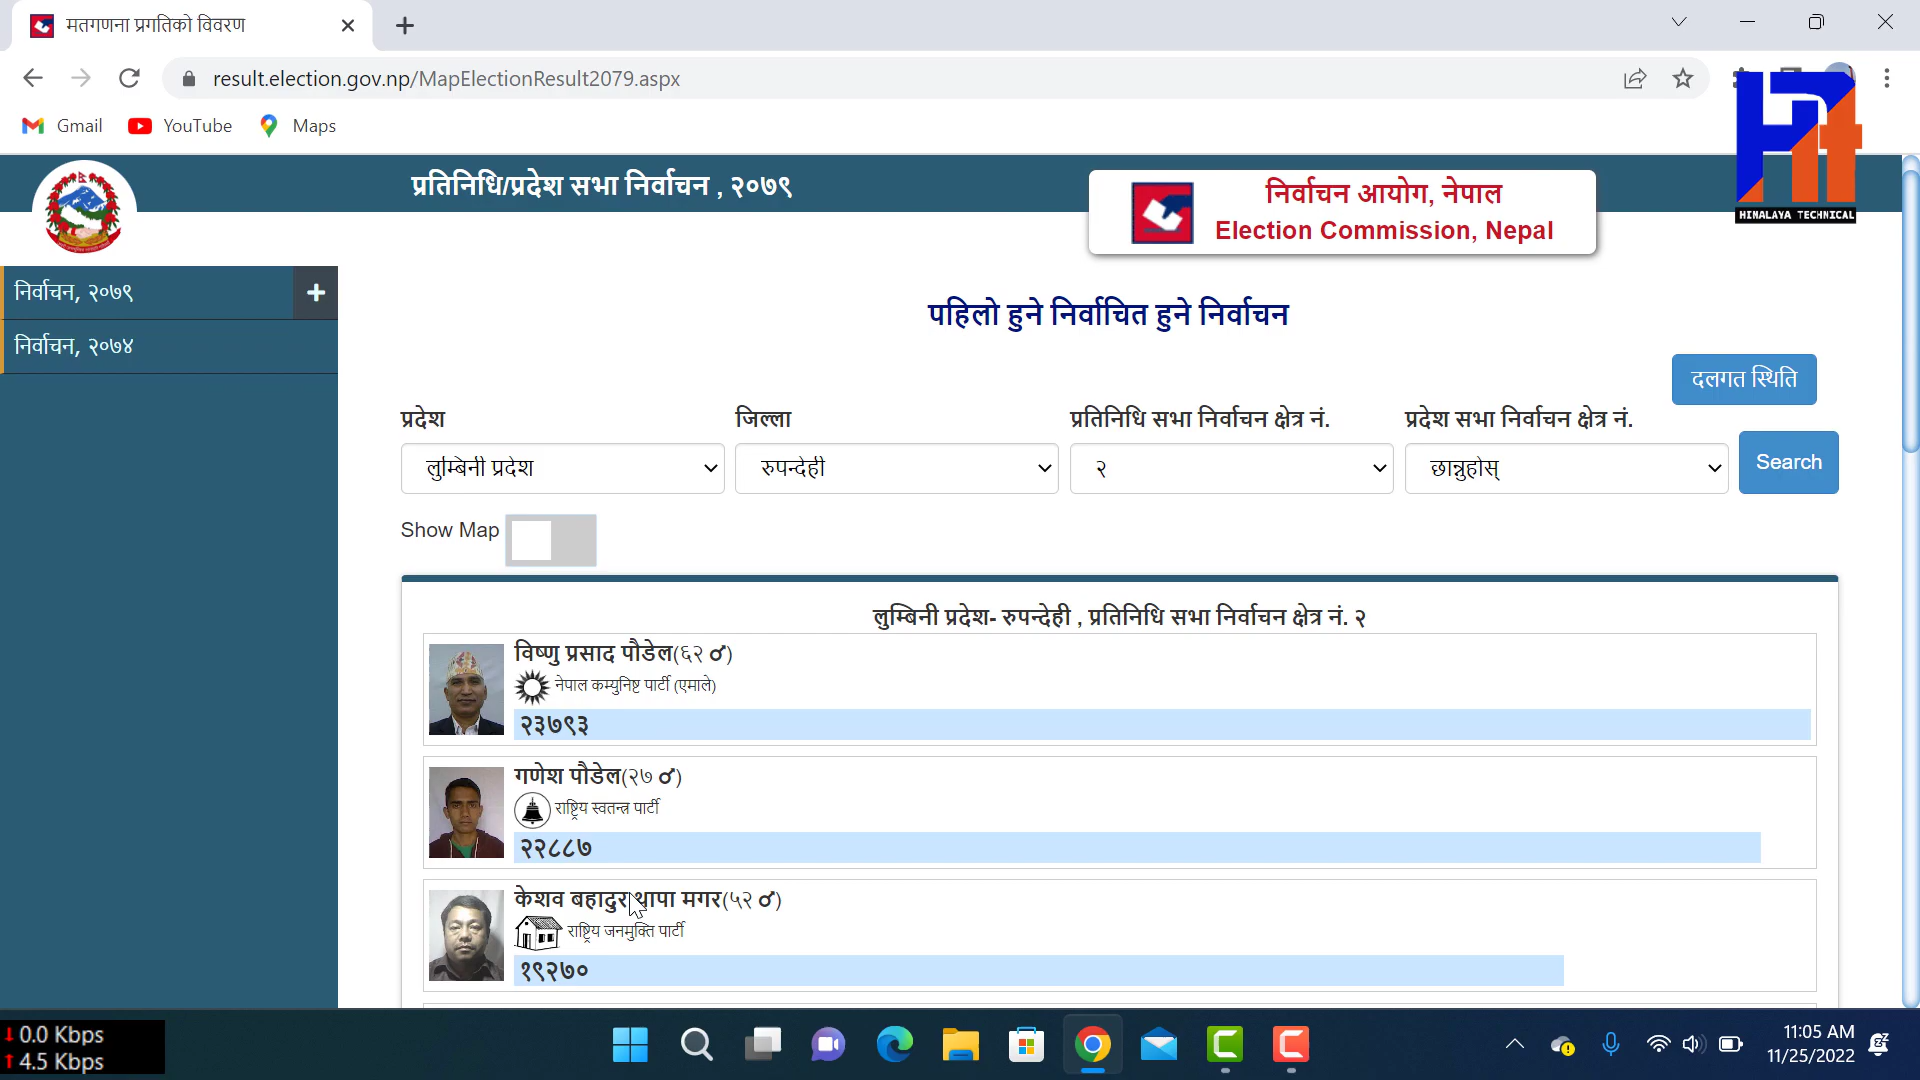 मतगणना प्रगतिको विवरण
result.election.gov.np/MapElectionResult2079.aspx
Gmail
YouTube
Maps
HIMALAYA TECHNICAL
प्रतिनिधि/प्रदेश सभा निर्वाचन , २०७९
निर्वाचन आयोग, नेपाल
Election Commission, Nepal
निर्वाचन, २०७९
+
निर्वाचन, २०७४
पहिलो हुने निर्वाचित हुने निर्वाचन
दलगत स्थिति
प्रदेश
जिल्ला
प्रतिनिधि सभा निर्वाचन क्षेत्र नं.
प्रदेश सभा निर्वाचन क्षेत्र नं.
लुम्बिनी प्रदेश
रुपन्देही
२
छान्नुहोस्
Search
Show Map
लुम्बिनी प्रदेश- रुपन्देही , प्रतिनिधि सभा निर्वाचन क्षेत्र नं. २
विष्णु प्रसाद पौडेल(६२ ♂)
नेपाल कम्युनिष्ट पार्टी (एमाले)
२३७९३
गणेश पौडेल(२७ ♂)
राष्ट्रिय स्वतन्त्र पार्टी
२२८८७
केशव बहादुर थापा मगर(५२ ♂)
राष्ट्रिय जनमुक्ति पार्टी
१९२७०
0.0 Kbps
4.5 Kbps
11:05 AM
11/25/2022